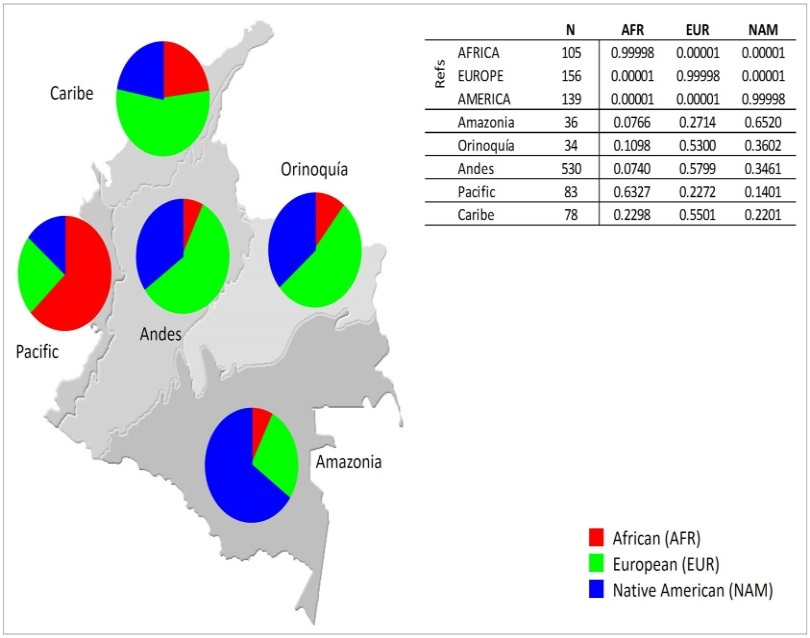 N AFR EUR NAM
Refs
AFRICA 105 0.99998 0.00001 0.00001
EUROPE 156 0.00001 0.99998 0.00001
AMERICA 139 0.00001 0.00001 0.99998
Amazonia 36 0.0766 0.2714 0.6520
Orinoquía 34 0.1098 0.5300 0.3602
Andes 530 0.0740 0.5799 0.3461
Pacific 83 0.6327 0.2272 0.1401
Caribe 78 0.2298 0.5501 0.2201
Caribe
Orinoquía
Andes
Pacific
Amazonia
African (AFR)
European (EUR)
Native American (NAM)